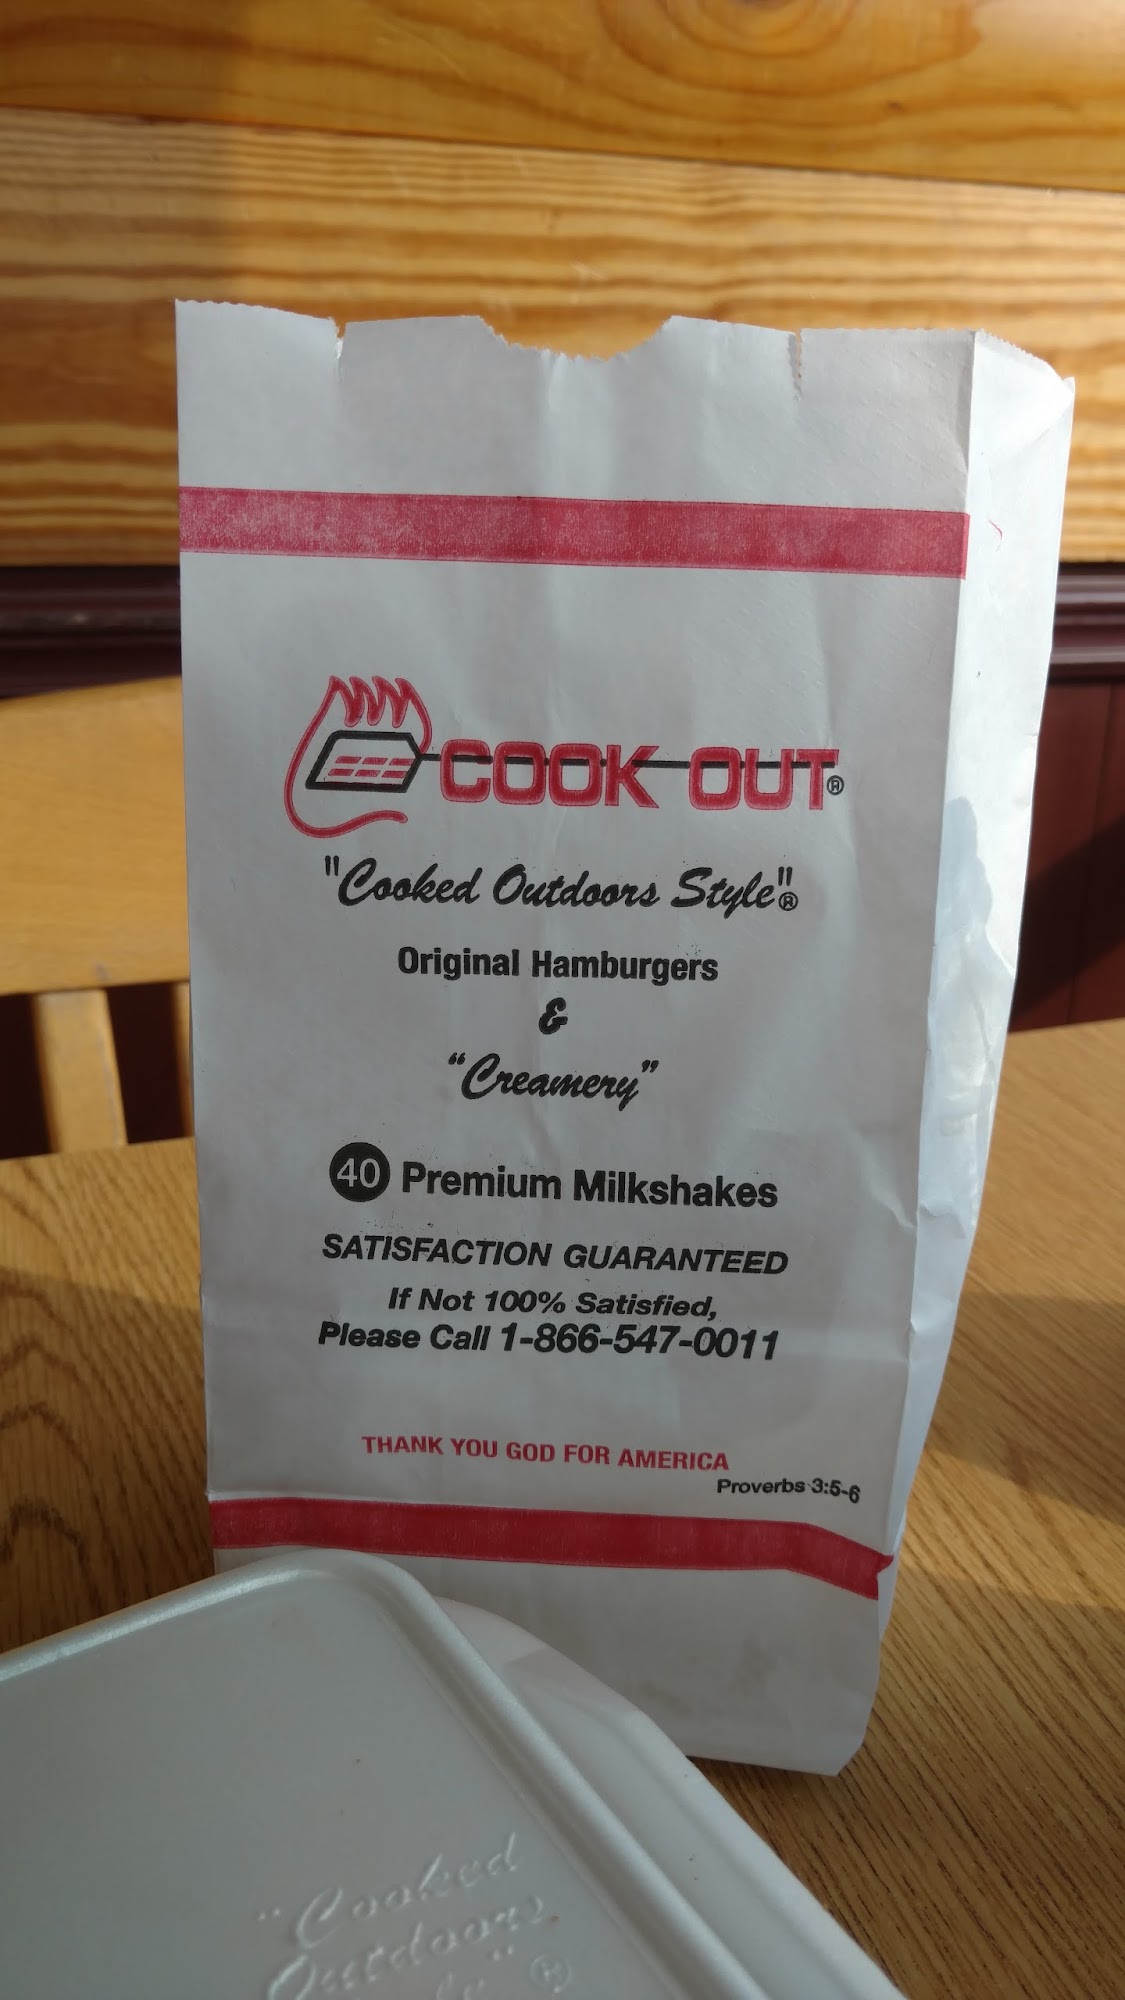 COOK OUT®
"Cooked Outdoors Style"®
Original Hamburgers
&
“Creamery”
40 Premium Milkshakes
SATISFACTION GUARANTEED
If Not 100% Satisfied,
Please Call 1-866-547-0011
THANK YOU GOD FOR AMERICA
Proverbs 3:5-6
"Cooked
Outdoors
"®